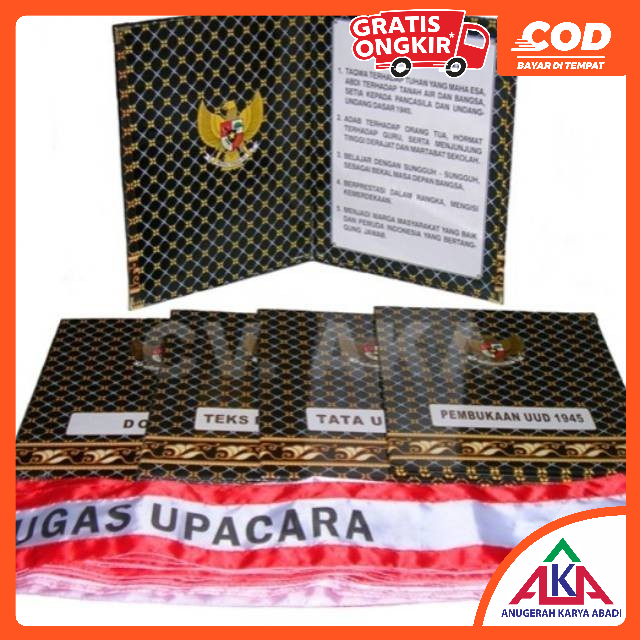 GRATIS
ONGKIR
COD
BAYAR DI TEMPAT
1. TAQWA TERHADAP TUHAN YANG MAHA ESA,
ABDI TERHADAP TANAH AIR DAN BANGSA,
SETIA KEPADA PANCASILA DAN UNDANG-
UNDANG DASAR 1945.
2. ADAB TERHADAP ORANG TUA, HORMAT
TERHADAP GURU, SERTA MENJUNJUNG
TINGGI DERAJAT DAN MARTABAT SEKOLAH.
3. BELAJAR DENGAN SUNGGUH - SUNGGUH,
SEBAGAI BEKAL MASA DEPAN BANGSA,
4. BERPRESTASI DALAM RANGKA, MENGISI
KEMERDEKAAN.
5. MENJADI WARGA MASYARAKAT YANG BAIK
DAN PEMUDA INDONESIA YANG BERTANG-
GUNG JAWAB.
CV. AKA
DO
TEKS
TATA U
PEMBUKAAN UUD 1945
UGAS UPACARA
AKA
ANUGERAH KARYA ABADI